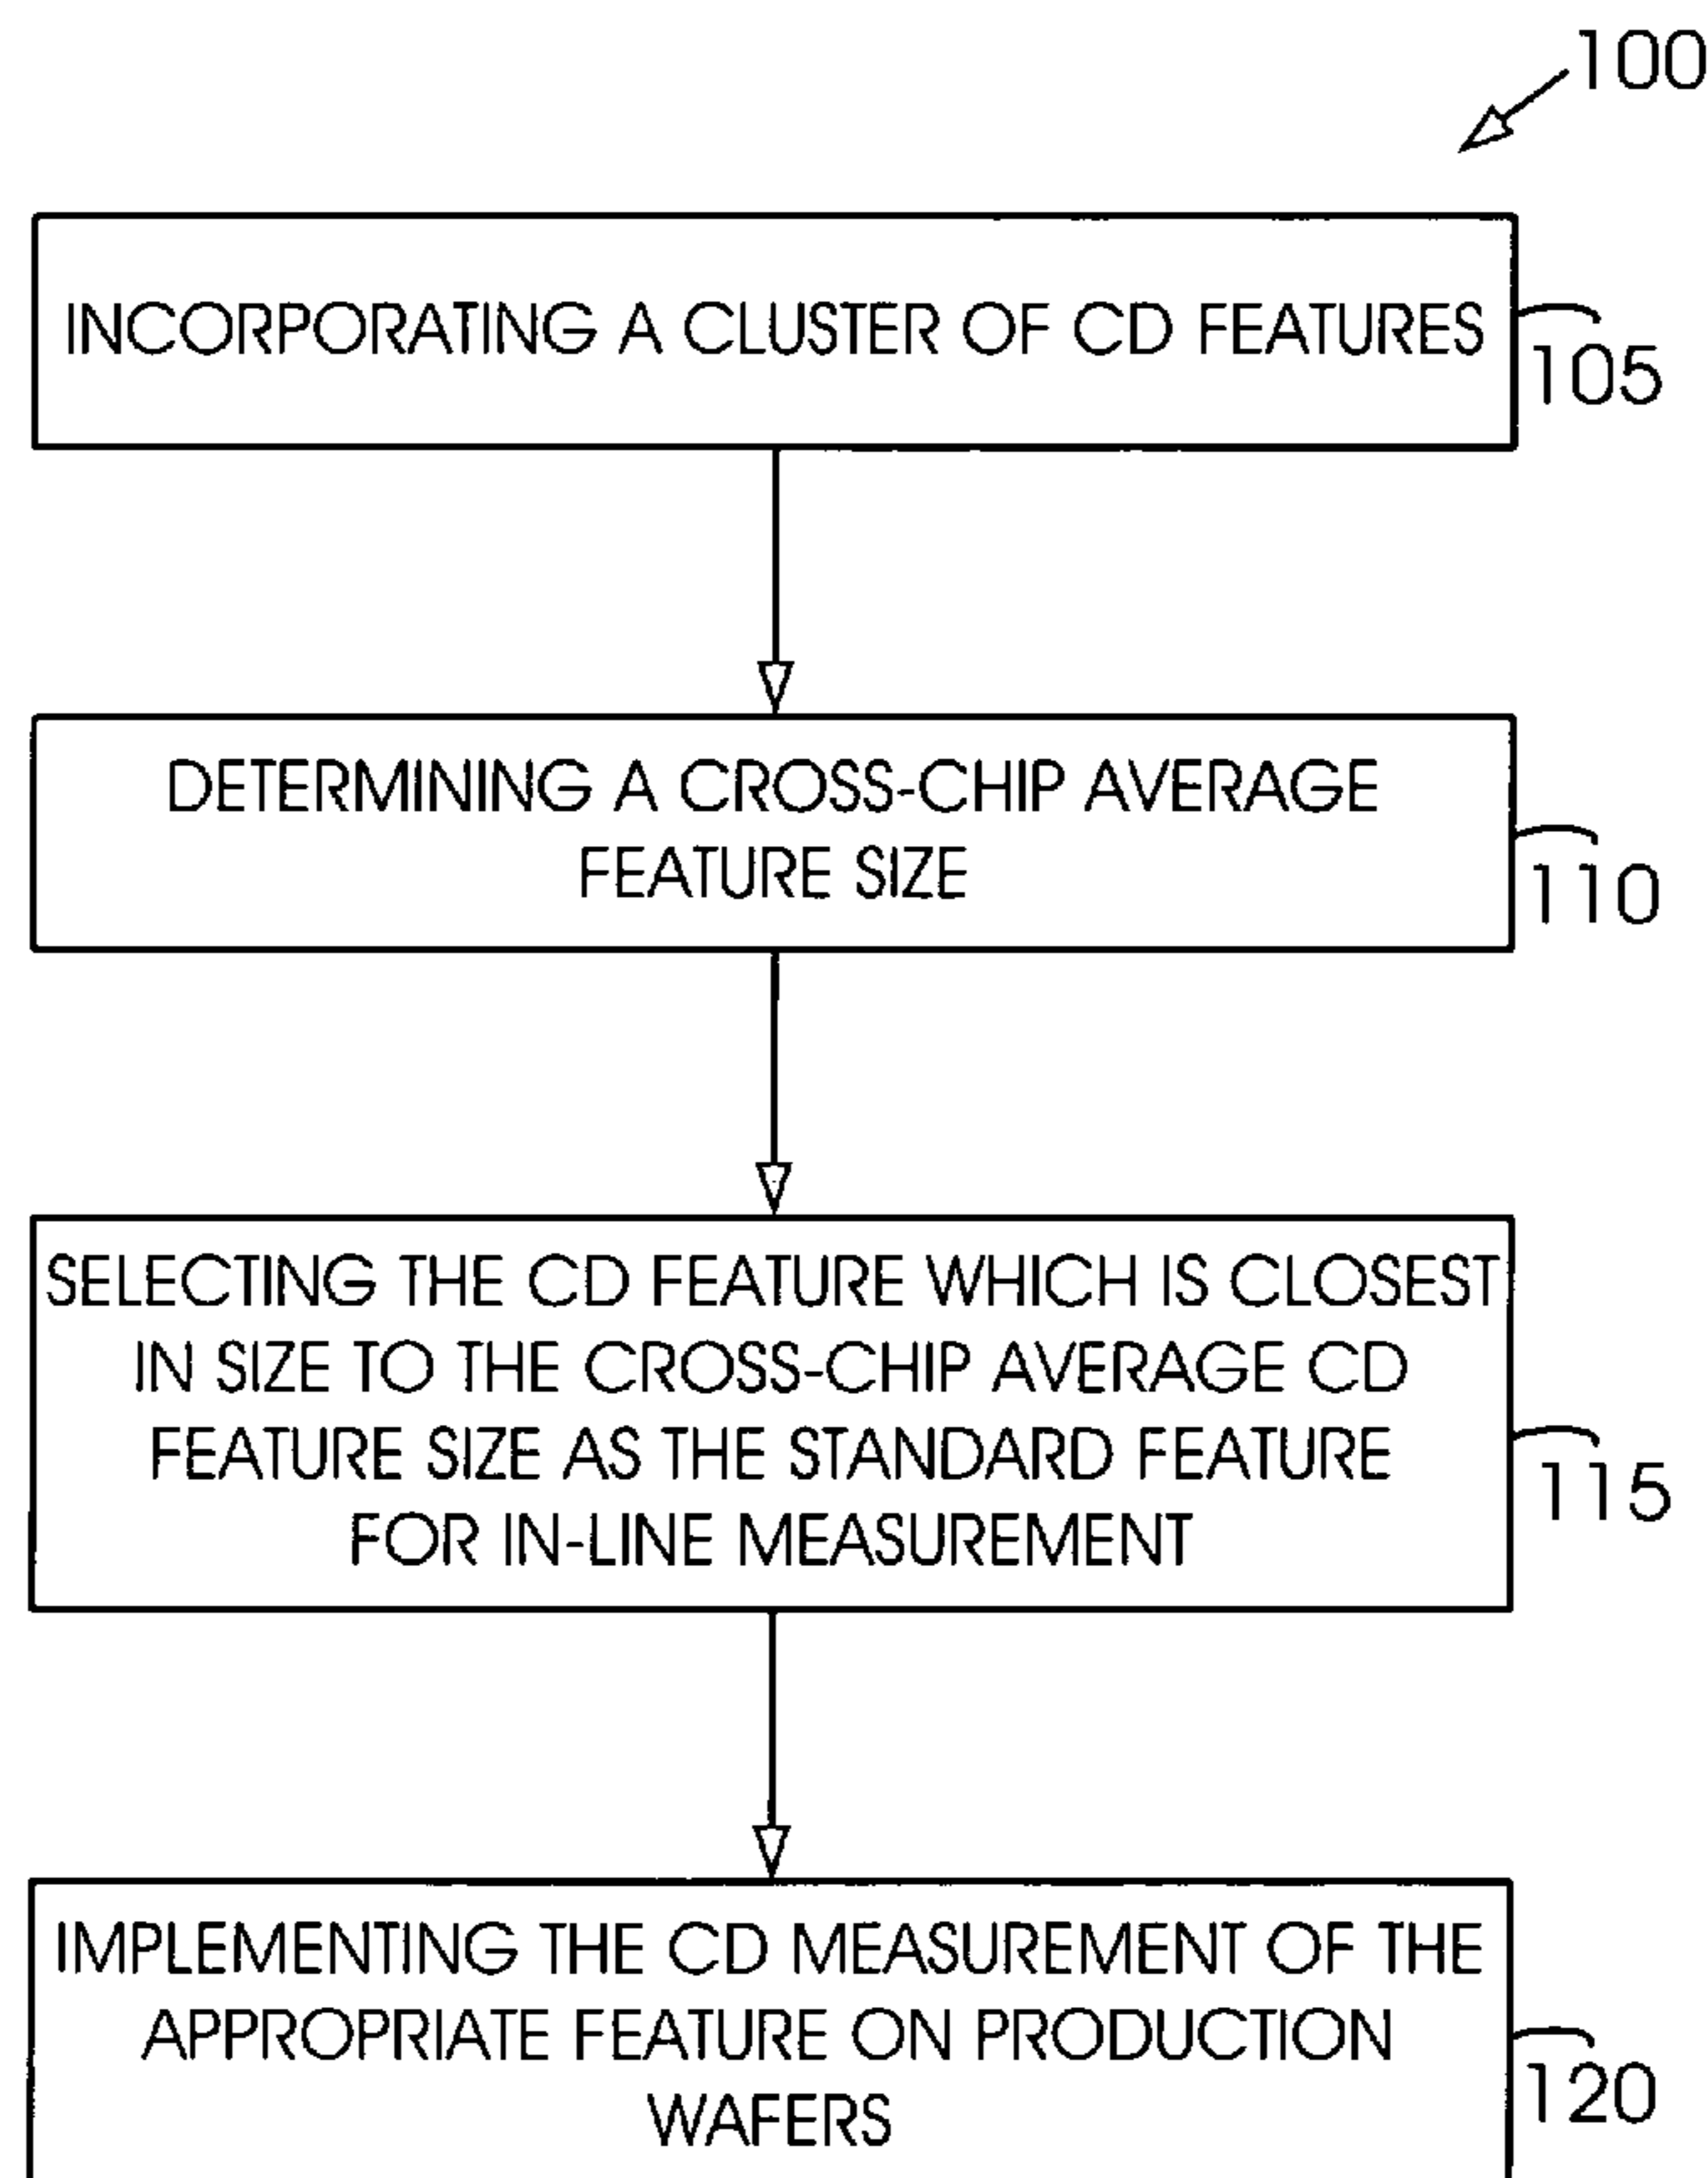 100
INCORPORATING A CLUSTER OF CD FEATURES
105
DETERMINING A CROSS-CHIP AVERAGE
FEATURE SIZE
110
SELECTING THE CD FEATURE WHICH IS CLOSEST
IN SIZE TO THE CROSS-CHIP AVERAGE CD
FEATURE SIZE AS THE STANDARD FEATURE
FOR IN-LINE MEASUREMENT
115
IMPLEMENTING THE CD MEASUREMENT OF THE
APPROPRIATE FEATURE ON PRODUCTION
WAFERS
120